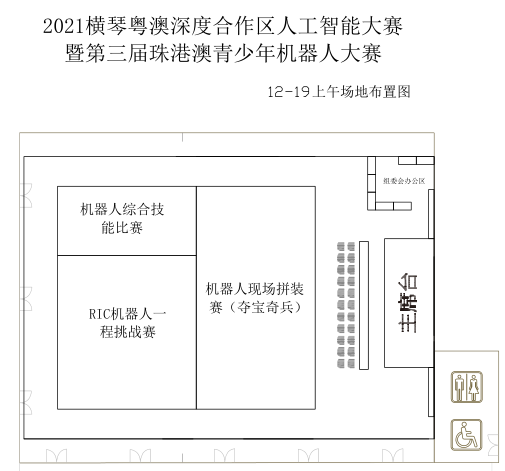 2021横琴粤澳深度合作区人工智能大赛
暨第三届珠港澳青少年机器人大赛
12-19上午场地布置图
组委会办公区
机器人综合技
能比赛
机器人现场拼装
赛（夺宝奇兵）
RIC机器人一
程挑战赛
主席台